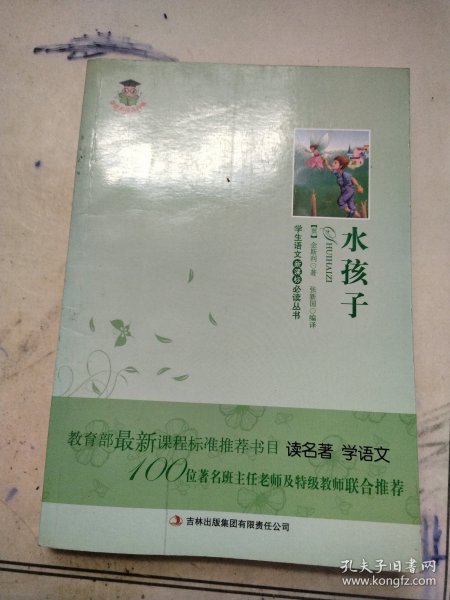 水孩子
SHUIHAIZI
【英】金斯利◎著 张新国◎编译
学生语文新课标必读丛书
教育部最新课程标准推荐书目 读名著 学语文
100位著名班主任老师及特级教师联合推荐
吉林出版集团有限责任公司
孔夫子旧书网
www.kongfz.com